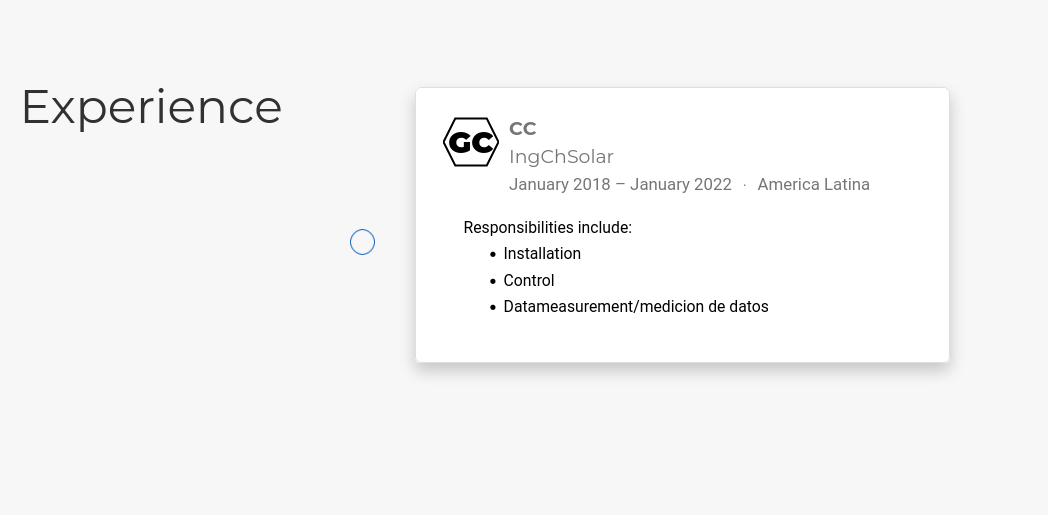 Experience
GC
CC
IngChSolar
January 2018 – January 2022 · America Latina
Responsibilities include:
• Installation
• Control
• Datameasurement/medicion de datos